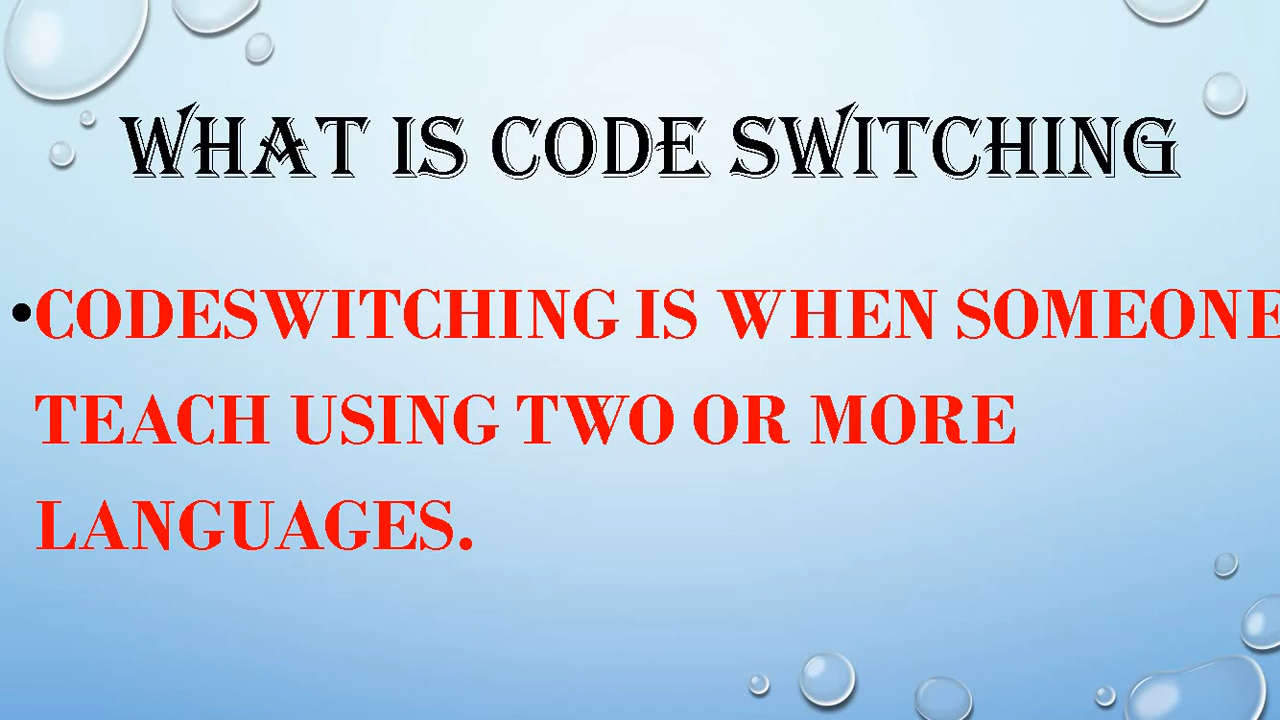 WHAT IS CODE SWITCHING
•CODESWITCHING IS WHEN SOMEONE
TEACH USING TWO OR MORE
LANGUAGES.